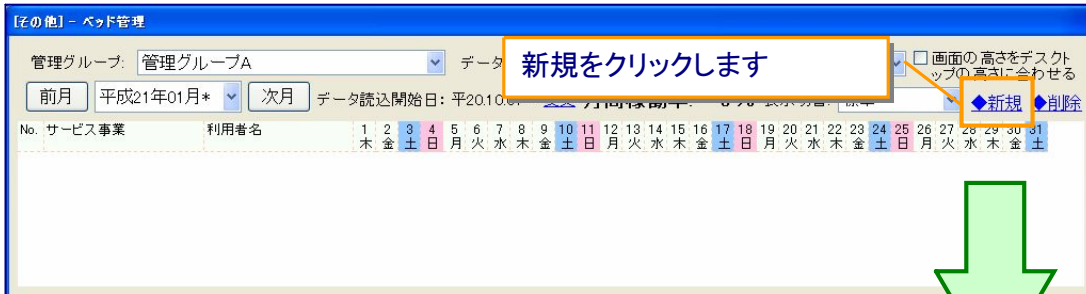 [その他] - ベッド管理
管理グループ: 管理グループA データ
新規をクリックします
画面の高さをデスクトップの高さに合わせる
前月 平成21年01月* 次月 データ読込開始日: 平20.10.01 月間稼働率: 0% ◆新規 ◆削除
No. サービス事業 利用者名 1 2 3 4 5 6 7 8 9 10 11 12 13 14 15 16 17 18 19 20 21 22 23 24 25 26 27 28 29 30 31
木 金 土 日 月 火 水 木 金 土 日 月 火 水 木 金 土 日 月 火 水 木 金 土 日 月 火 水 木 金 土